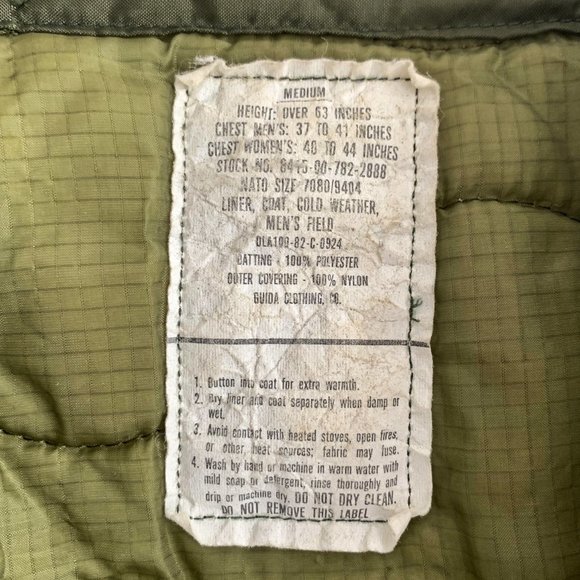 MEDIUM
HEIGHT: OVER 63 INCHES
CHEST MEN'S: 37 TO 41 INCHES
CHEST WOMEN'S: 40 TO 44 INCHES
STOCK NO. 8415-00-782-2888
NATO SIZE 7080/9404
LINER, COAT, COLD WEATHER,
MEN'S FIELD
DLA100-82-C-0924
BATTING - 100% POLYESTER
OUTER COVERING - 100% NYLON
GUIDA CLOTHING, CO.
1. Button into coat for extra warmth.
2. Dry liner and coat separately when damp or
wet.
3. Avoid contact with heated stoves, open fires,
or other heat sources; fabric may fuse.
4. Wash by hand or machine in warm water with
mild soap or detergent, rinse thoroughly and
drip or machine dry. DO NOT DRY CLEAN.
DO NOT REMOVE THIS LABEL